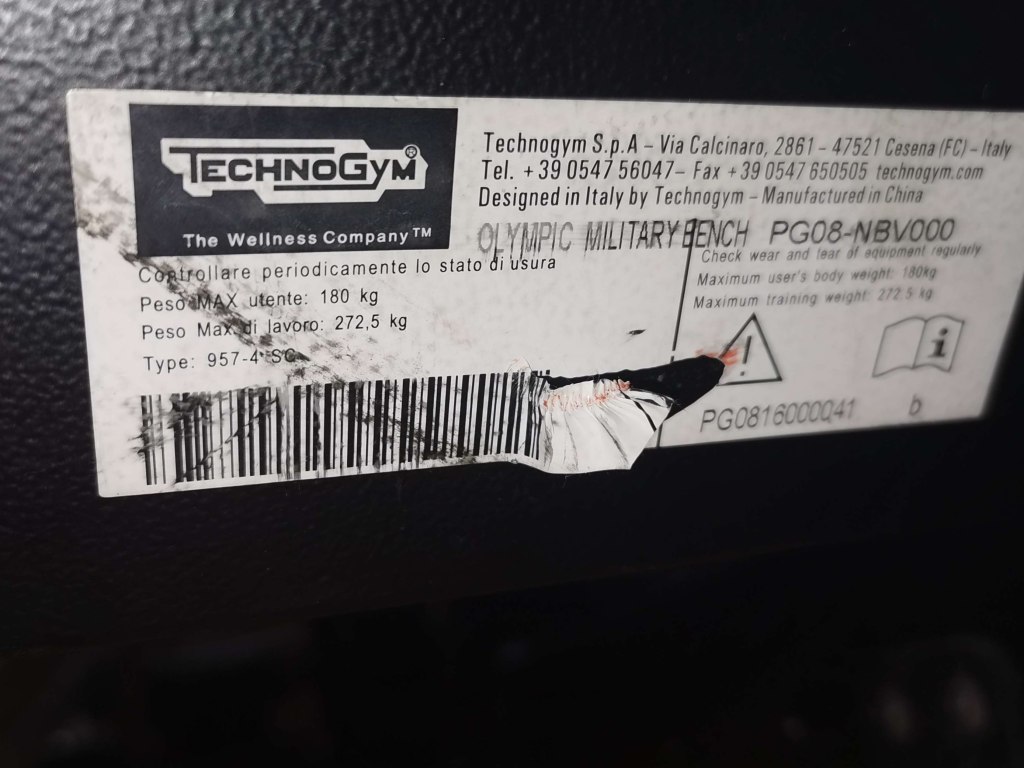 TECHNOGYM®
The Wellness Company™
Technogym S.p.A – Via Calcinaro, 2861 – 47521 Cesena (FC) – Italy
Tel. +39 0547 56047– Fax +39 0547 650505 technogym.com
Designed in Italy by Technogym – Manufactured in China
OLYMPIC MILITARY BENCH PG08-NBV000
Controllare periodicamente lo stato di usura
Peso MAX utente: 180 kg
Peso Max di lavoro: 272,5 kg
Type: 957-4 SC
Check wear and tear of equipment regularly
Maximum user's body weight: 180kg
Maximum training weight: 272.5 kg
PG0816000041 b